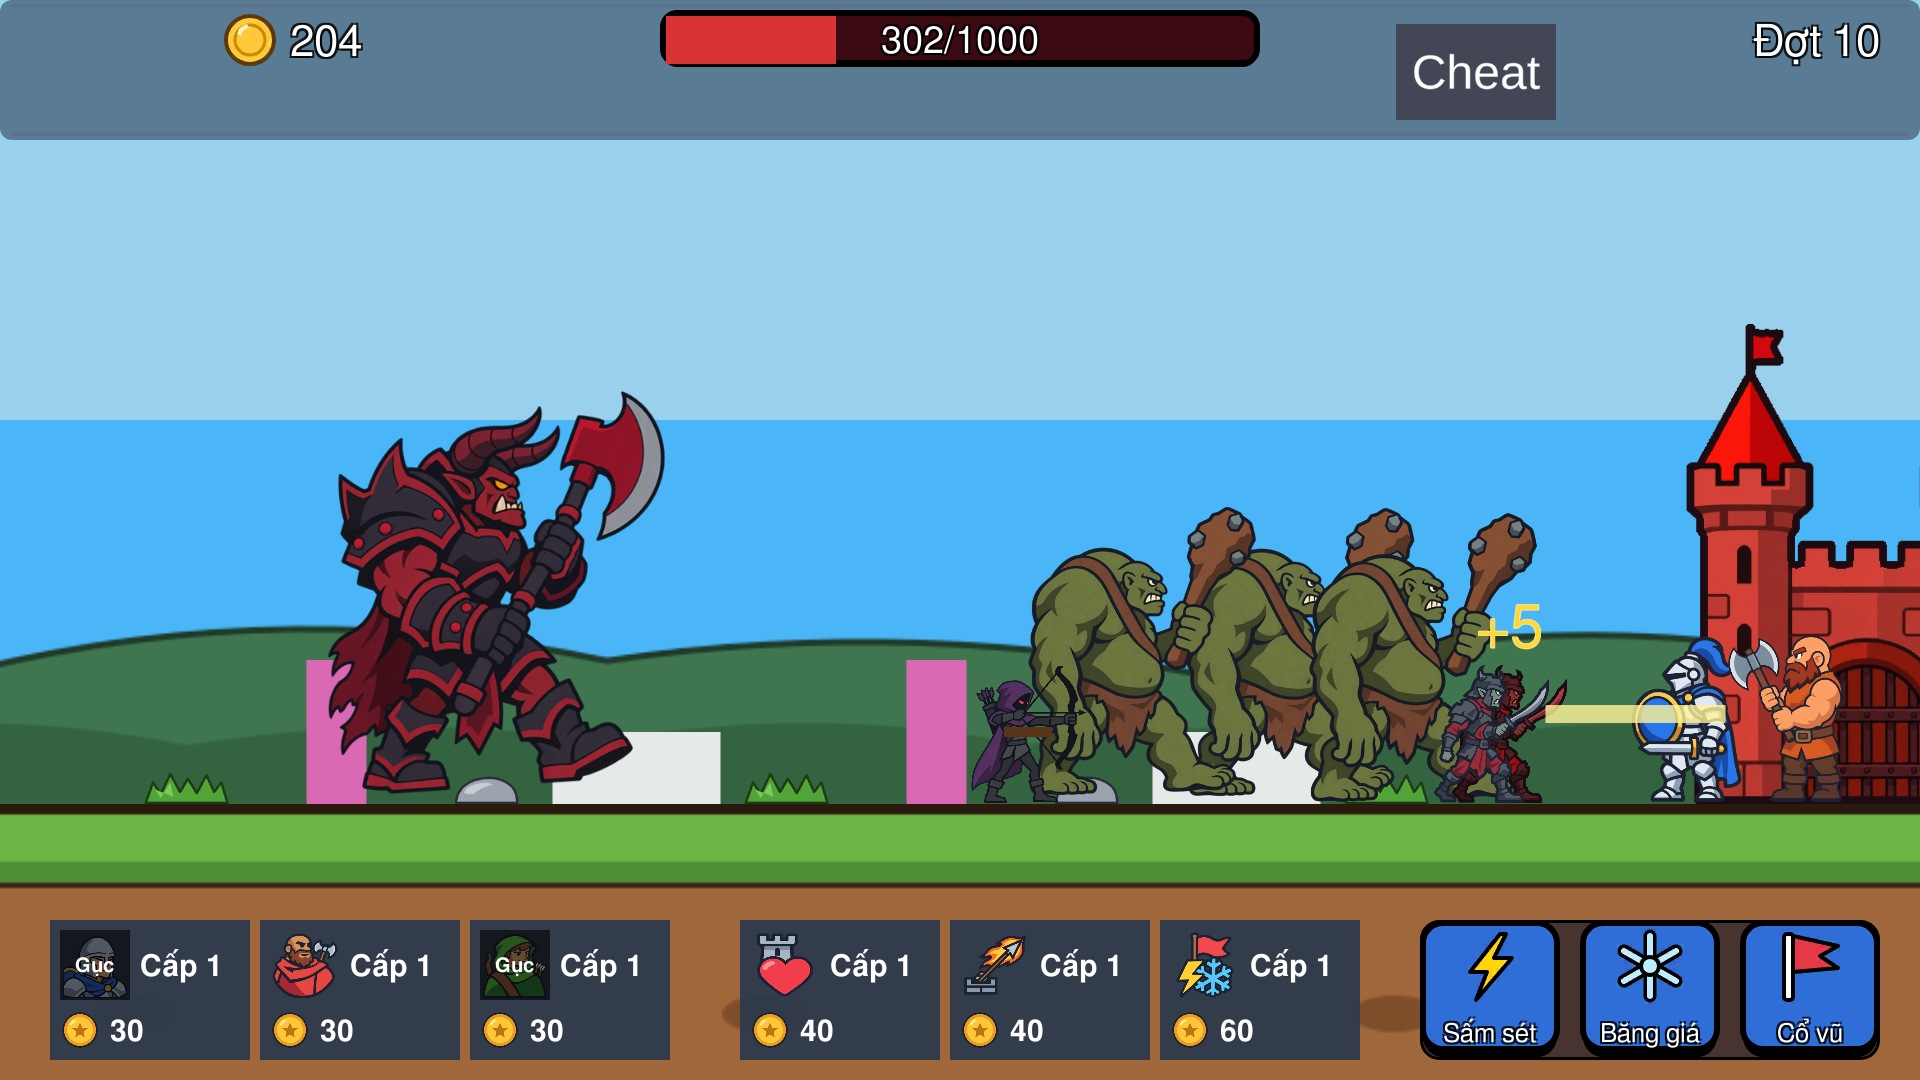 204
302/1000
Cheat
Đợt 10
+5
Gục
Cấp 1
30
Cấp 1
30
Gục
Cấp 1
30
Cấp 1
40
Cấp 1
40
Cấp 1
60
Sấm sét
Băng giá
Cổ vũ